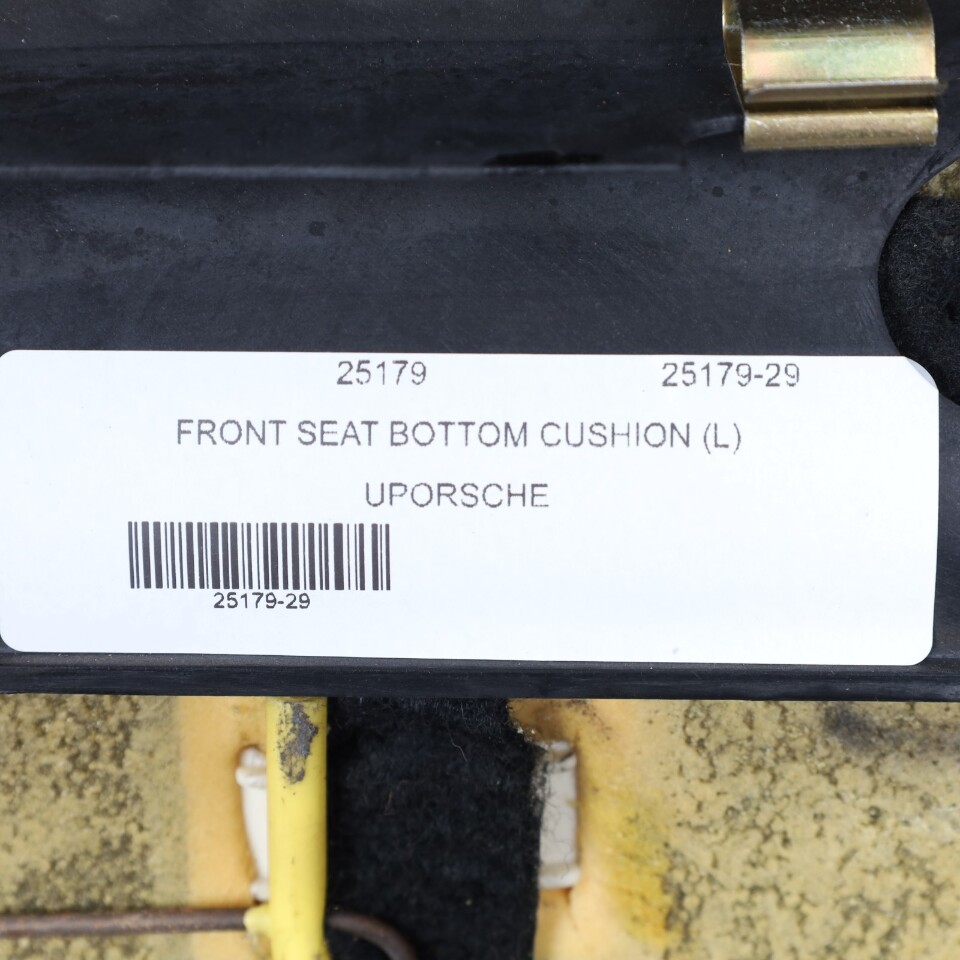 25179 25179-29
FRONT SEAT BOTTOM CUSHION (L)
UPORSCHE
25179-29